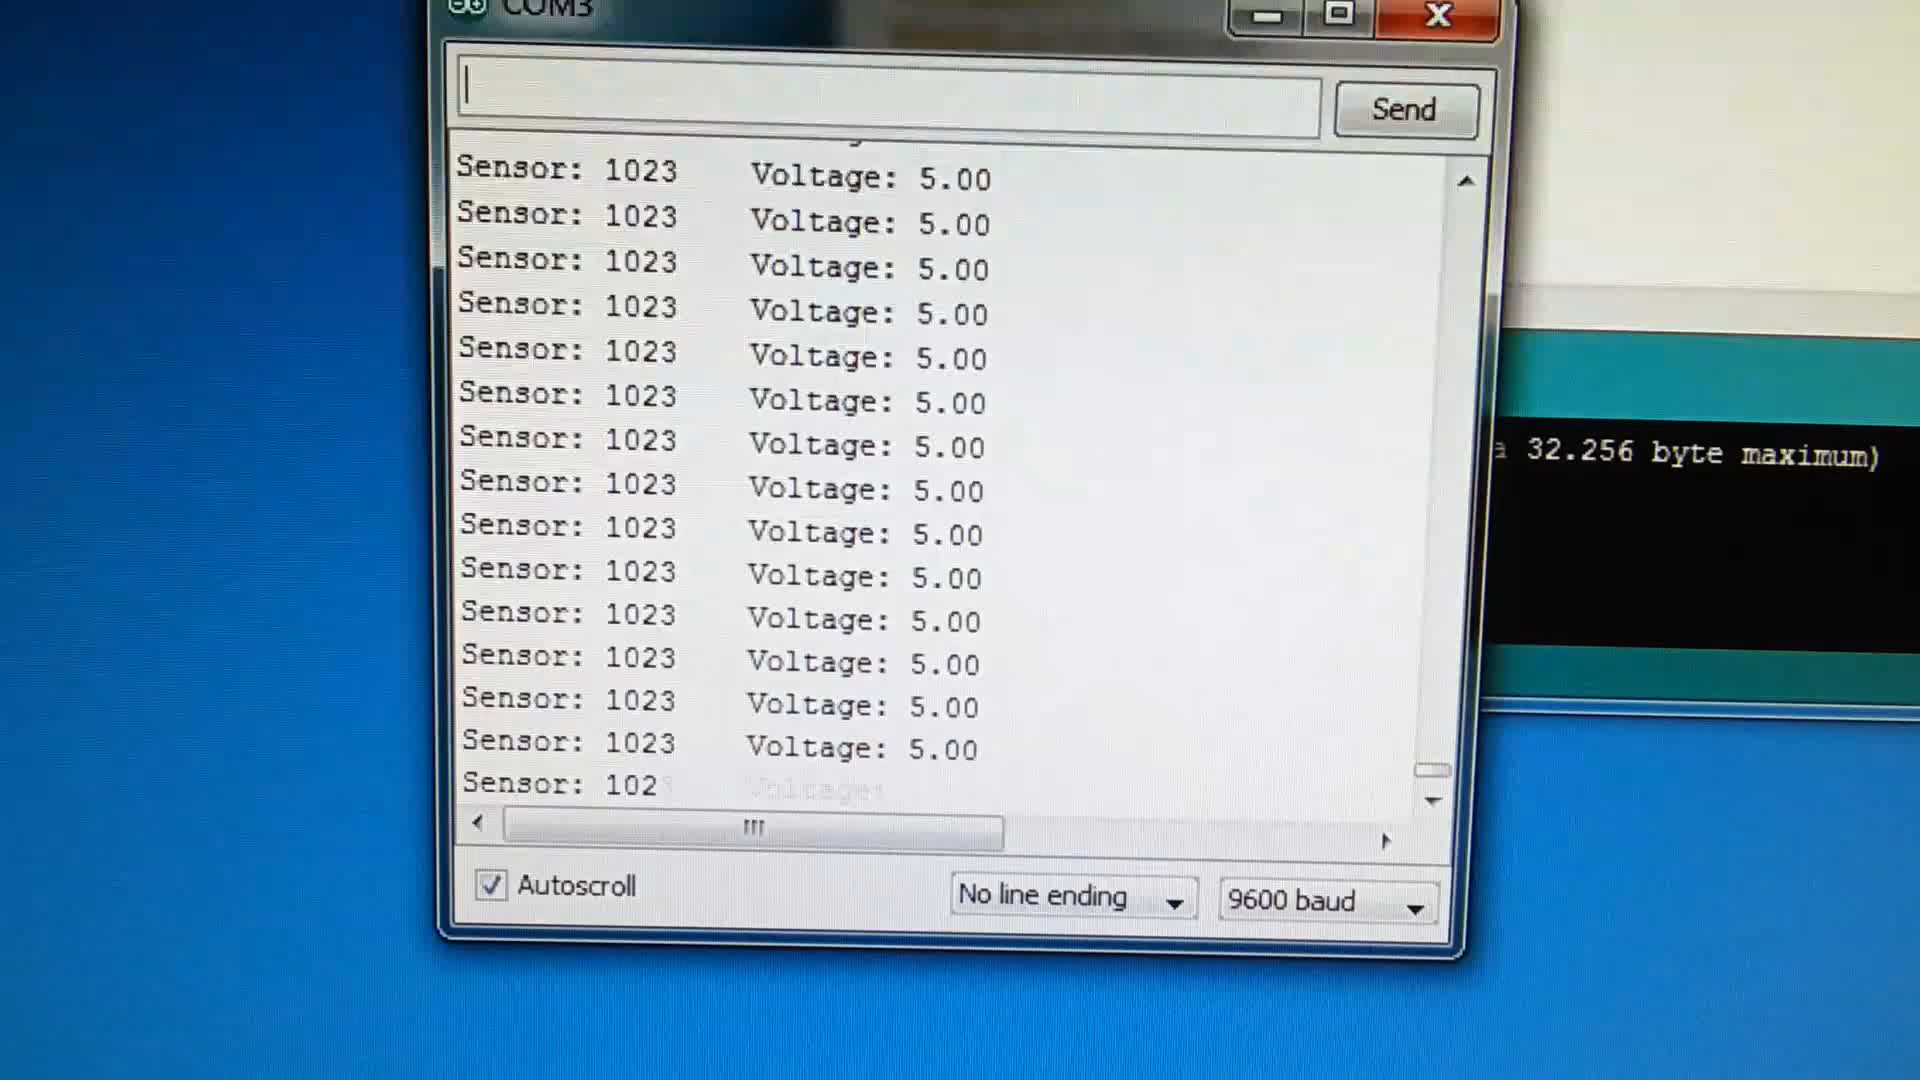 COM3
Send
Sensor: 1023 Voltage: 5.00
Sensor: 1023 Voltage: 5.00
Sensor: 1023 Voltage: 5.00
Sensor: 1023 Voltage: 5.00
Sensor: 1023 Voltage: 5.00
Sensor: 1023 Voltage: 5.00
Sensor: 1023 Voltage: 5.00
Sensor: 1023 Voltage: 5.00
Sensor: 1023 Voltage: 5.00
Sensor: 1023 Voltage: 5.00
Sensor: 1023 Voltage: 5.00
Sensor: 1023 Voltage: 5.00
Sensor: 1023 Voltage: 5.00
Sensor: 1023 Voltage: 5.00
Sensor: 102 Voltage:
Autoscroll
No line ending
9600 baud
32.256 byte maximum)